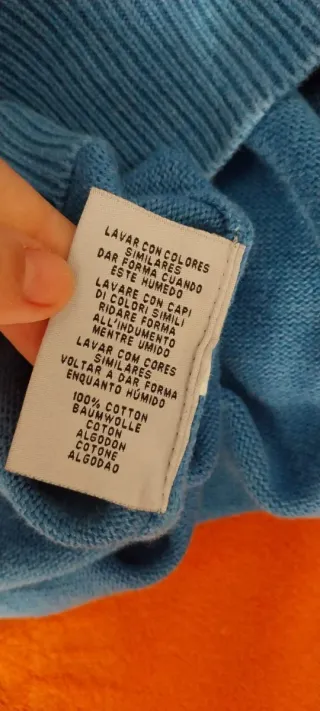 LAVAR CON COLORES
SIMILARES
DAR FORMA CUANDO
ESTE HUMEDO
LAVARE CON CAPI
DI COLORI SIMILI
RIDARE FORMA
ALL'INDUMENTO
MENTRE UMIDO
LAVAR COM CORES
SIMILARES
VOLTAR A DAR FORMA
ENQUANTO HÚMIDO
100% COTTON
BAUMWOLLE
COTON
ALGODON
COTONE
ALGODAO